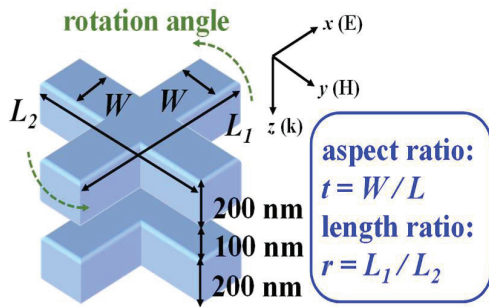 rotation angle
x (E)
y (H)
z (k)
W
W
L₂
L₁
200 nm
100 nm
200 nm
aspect ratio:
t = W / L
length ratio:
r = L₁ / L₂